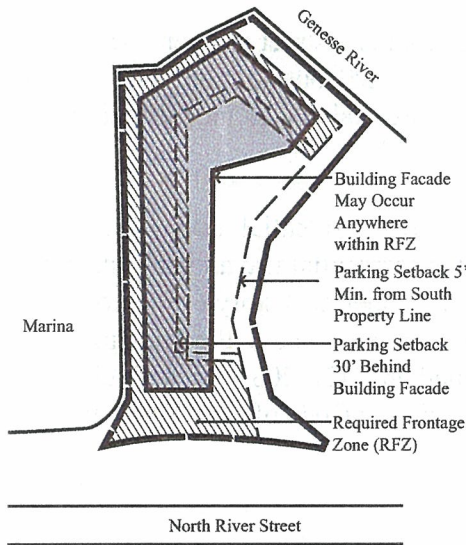 Genesse River
Building Facade
May Occur
Anywhere
within RFZ
Parking Setback 5'
Min. from South
Property Line
Marina
Parking Setback
30' Behind
Building Facade
Required Frontage
Zone (RFZ)
North River Street